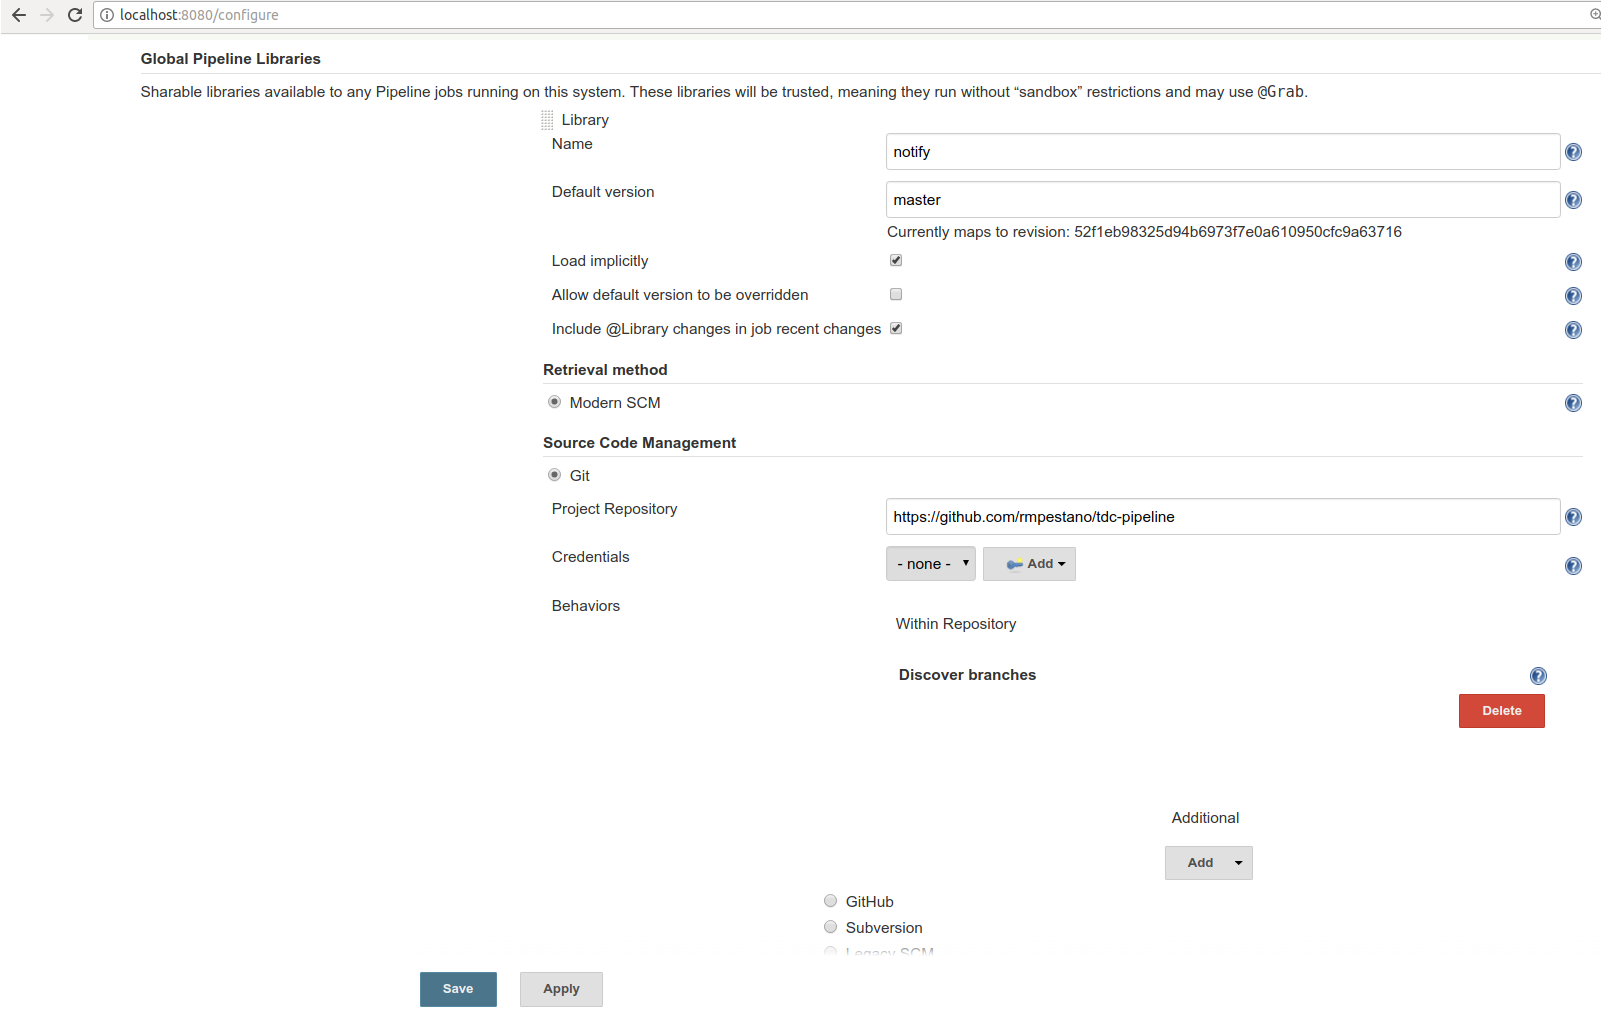 localhost:8080/configure
Global Pipeline Libraries
Sharable libraries available to any Pipeline jobs running on this system. These libraries will be trusted, meaning they run without “sandbox” restrictions and may use @Grab.
Library
Name
notify
Default version
master
Currently maps to revision: 52f1eb98325d94b6973f7e0a610950cfc9a63716
Load implicitly
Allow default version to be overridden
Include @Library changes in job recent changes
Retrieval method
Modern SCM
Source Code Management
Git
Project Repository
https://github.com/rmpestano/tdc-pipeline
Credentials
- none -
Add
Behaviors
Within Repository
Discover branches
Delete
Additional
Add
GitHub
Subversion
Legacy SCM
Save
Apply